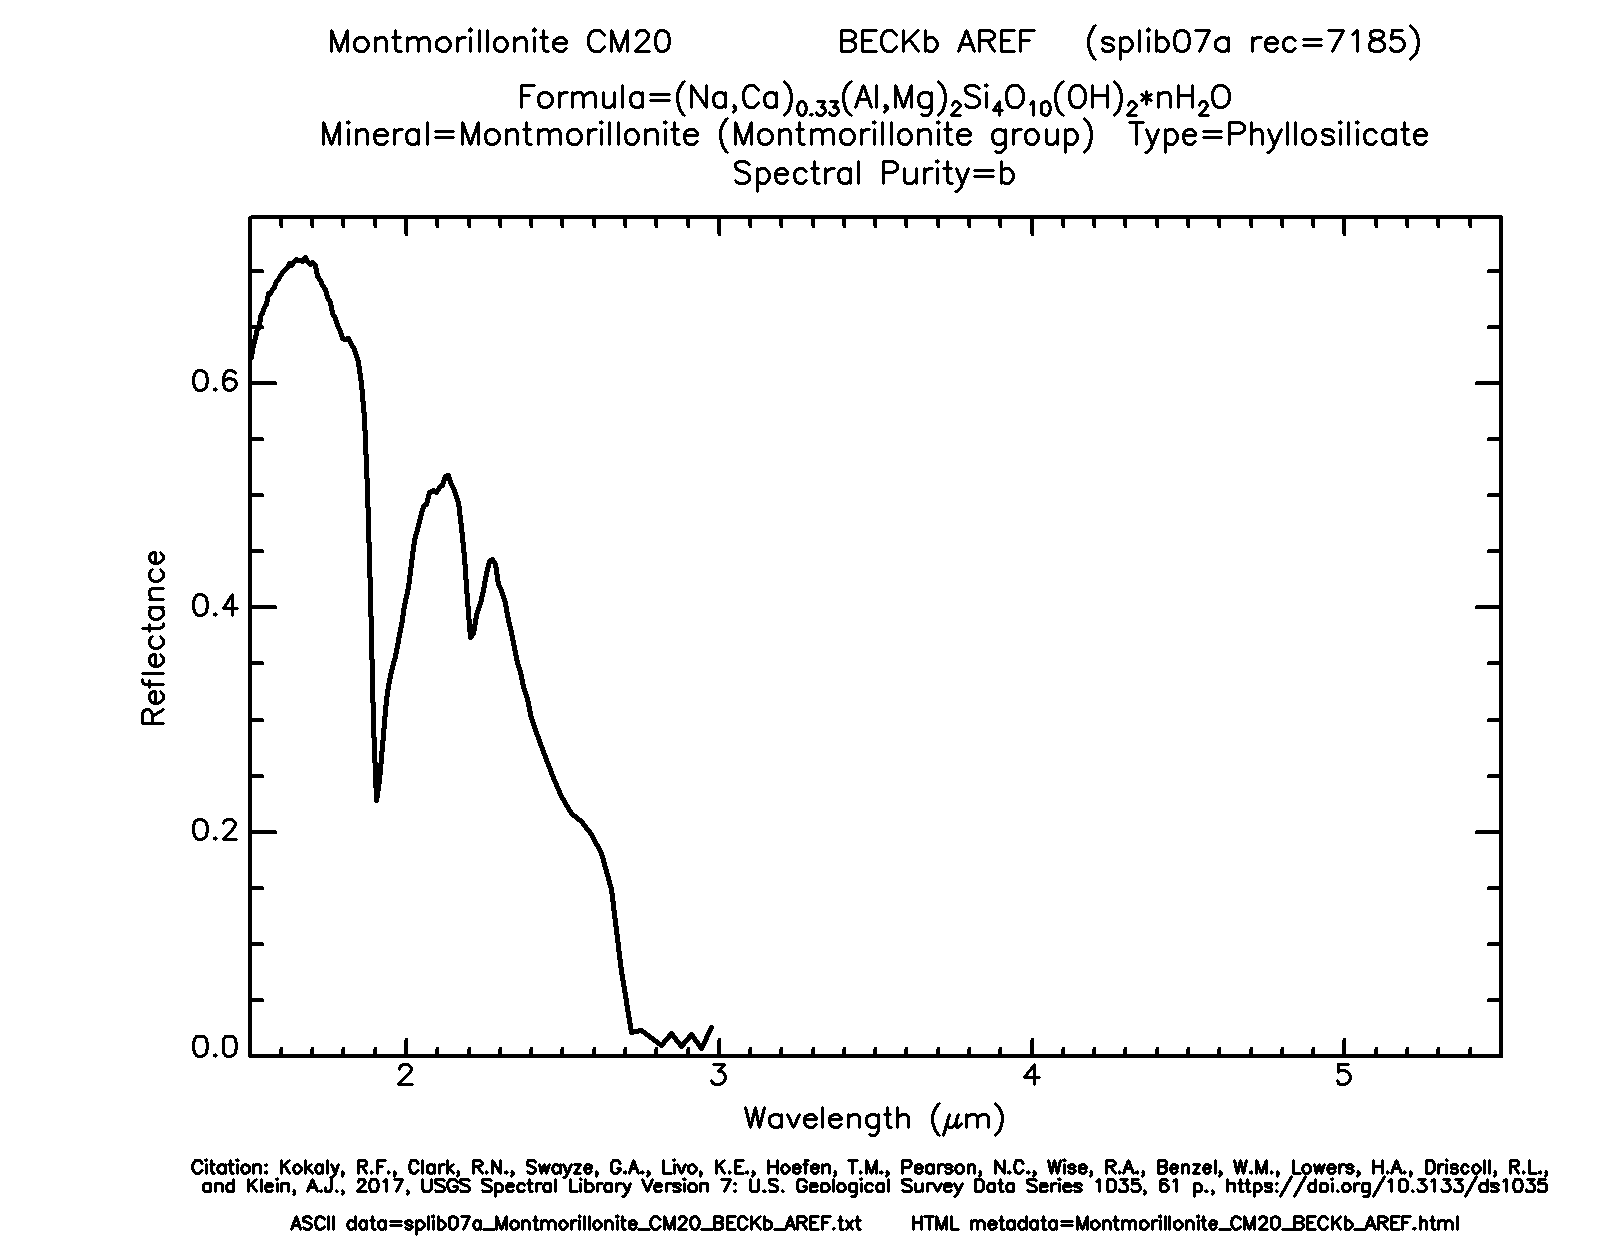 Montmorillonite CM20 BECKb AREF (splib07a rec=7185)
Formula=(Na,Ca)0.33(Al,Mg)2Si4O10(OH)2*nH2O
Mineral=Montmorillonite (Montmorillonite group) Type=Phyllosilicate
Spectral Purity=b
0.6
0.4
0.2
0.0
Reflectance
2 3 4 5
Wavelength (μm)
Citation: Kokaly, R.F., Clark, R.N., Swayze, G.A., Livo, K.E., Hoefen, T.M., Pearson, N.C., Wise, R.A., Benzel, W.M., Lowers, H.A., Driscoll, R.L.,
and Klein, A.J., 2017, USGS Spectral Library Version 7: U.S. Geological Survey Data Series 1035, 61 p., https://doi.org/10.3133/ds1035
ASCII data=splib07a_Montmorillonite_CM20_BECKb_AREF.txt HTML metadata=Montmorillonite_CM20_BECKb_AREF.html